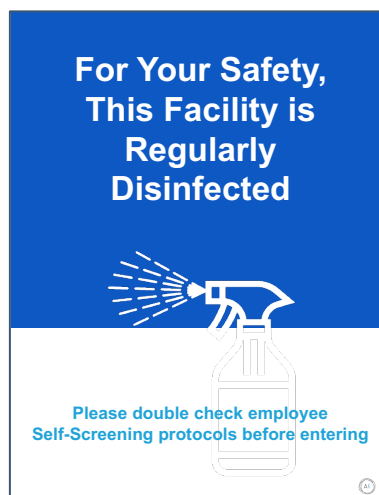 For Your Safety,
This Facility is
Regularly
Disinfected
Please double check employee
Self-Screening protocols before entering